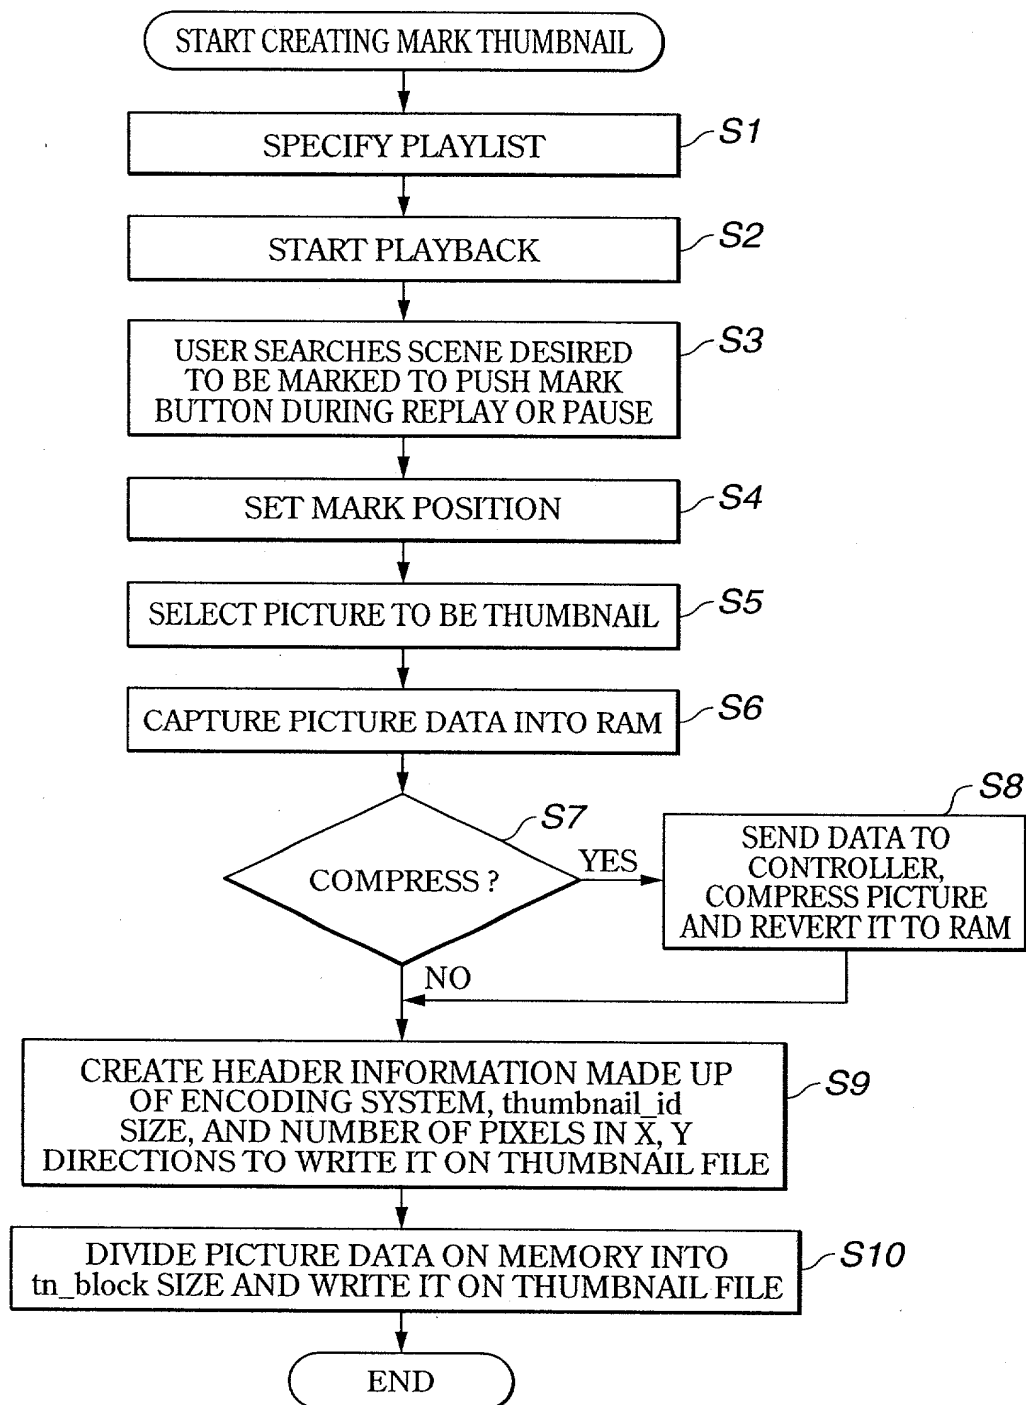 START CREATING MARK THUMBNAIL
SPECIFY PLAYLIST
S1
START PLAYBACK
S2
USER SEARCHES SCENE DESIRED
TO BE MARKED TO PUSH MARK
BUTTON DURING REPLAY OR PAUSE
S3
SET MARK POSITION
S4
SELECT PICTURE TO BE THUMBNAIL
S5
CAPTURE PICTURE DATA INTO RAM
S6
COMPRESS ?
S7
YES
NO
SEND DATA TO
CONTROLLER,
COMPRESS PICTURE
AND REVERT IT TO RAM
S8
CREATE HEADER INFORMATION MADE UP
OF ENCODING SYSTEM, thumbnail_id
SIZE, AND NUMBER OF PIXELS IN X, Y
DIRECTIONS TO WRITE IT ON THUMBNAIL FILE
S9
DIVIDE PICTURE DATA ON MEMORY INTO
tn_block SIZE AND WRITE IT ON THUMBNAIL FILE
S10
END